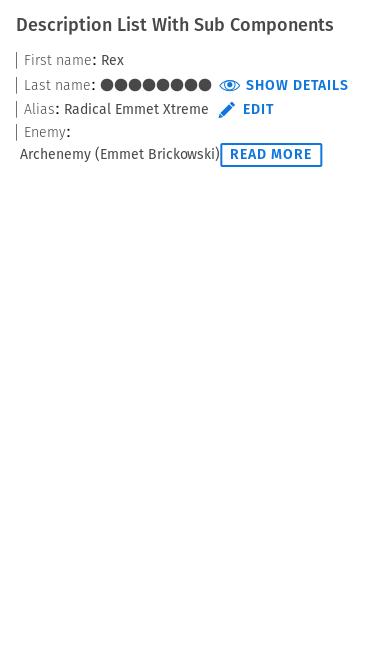 Description List With Sub Components
First name: Rex
Last name: ●●●●●●●● SHOW DETAILS
Alias: Radical Emmet Xtreme EDIT
Enemy:
Archenemy (Emmet Brickowski) READ MORE